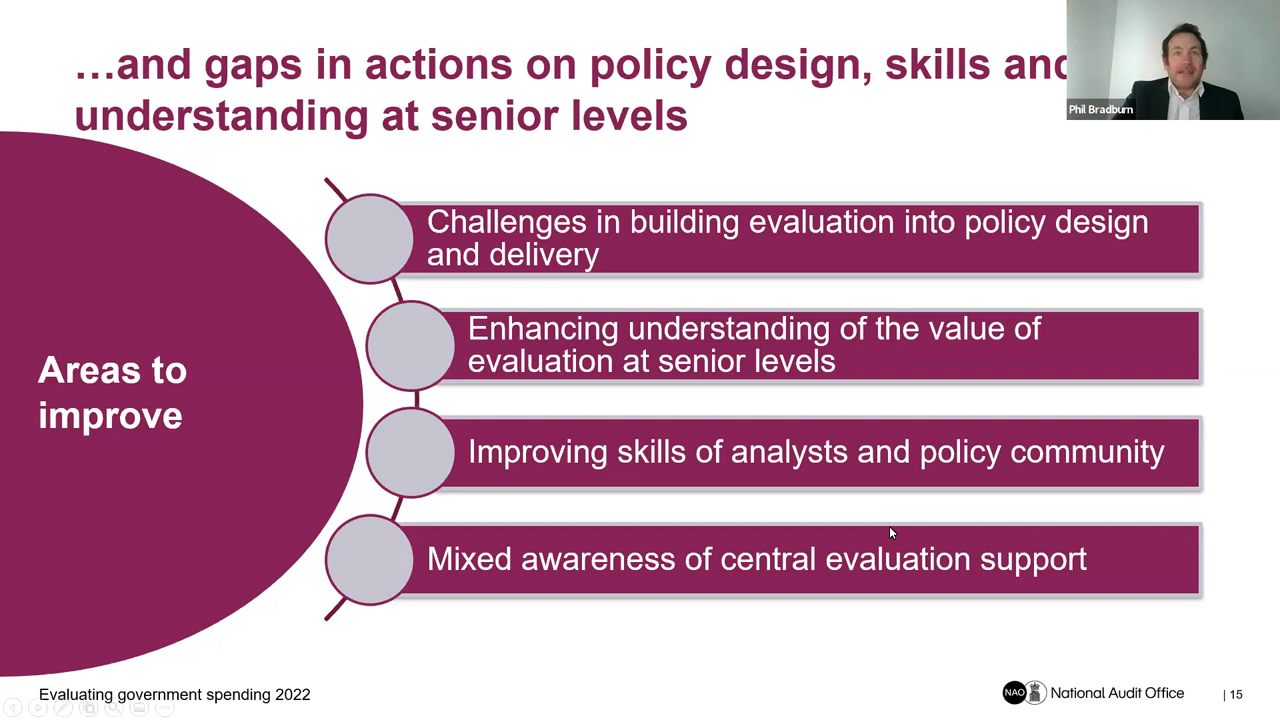 …and gaps in actions on policy design, skills and
understanding at senior levels
Phil Bradburn
Challenges in building evaluation into policy design
and delivery
Enhancing understanding of the value of
evaluation at senior levels
Areas to
improve
Improving skills of analysts and policy community
Mixed awareness of central evaluation support
Evaluating government spending 2022
NAO National Audit Office
| 15